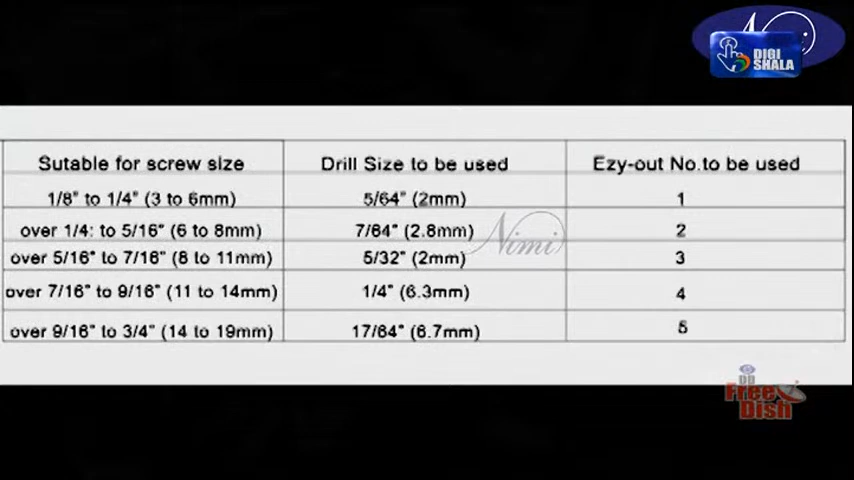 Nimi
DIGI
SHALA
Sutable for screw size Drill Size to be used Ezy-out No.to be used
1/8" to 1/4" (3 to 6mm) 5/64" (2mm) 1
over 1/4: to 5/16" (6 to 8mm) 7/64" (2.8mm) 2
Nimi
over 5/16" to 7/16" (8 to 11mm) 5/32" (2mm) 3
over 7/16" to 9/16" (11 to 14mm) 1/4" (6.3mm) 4
over 9/16" to 3/4" (14 to 19mm) 17/64" (6.7mm) 5
DD
Free
Dish